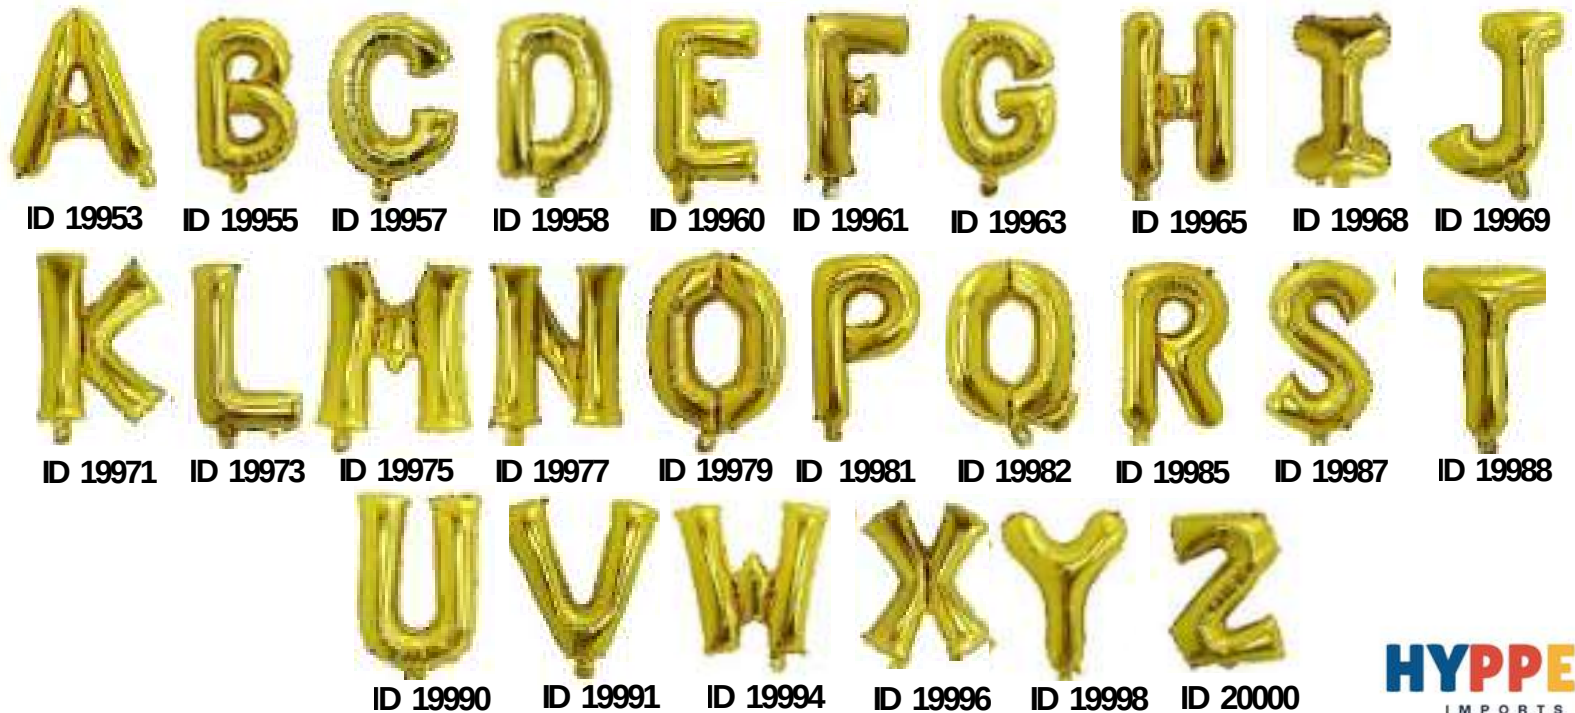 A B C D E F G H I J
ID 19953 ID 19955 ID 19957 ID 19958 ID 19960 ID 19961 ID 19963 ID 19965 ID 19968 ID 19969
K L M N O P Q R S T
ID 19971 ID 19973 ID 19975 ID 19977 ID 19979 ID 19981 ID 19982 ID 19985 ID 19987 ID 19988
U V W X Y Z
ID 19990 ID 19991 ID 19994 ID 19996 ID 19998 ID 20000
HYPPE
IMPORTS